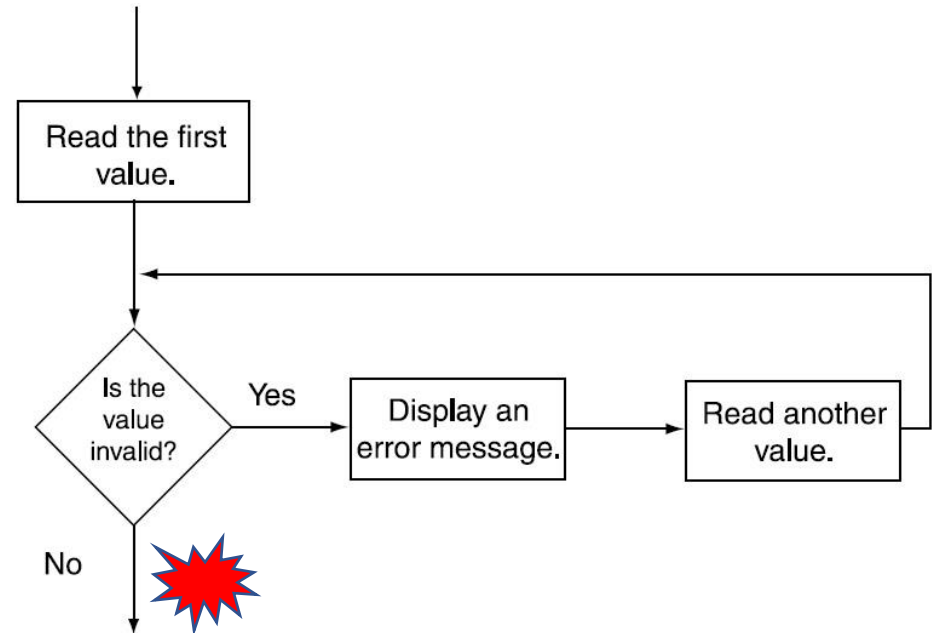 Read the first
value.
Is the
value
invalid?
Yes
Display an
error message.
Read another
value.
No